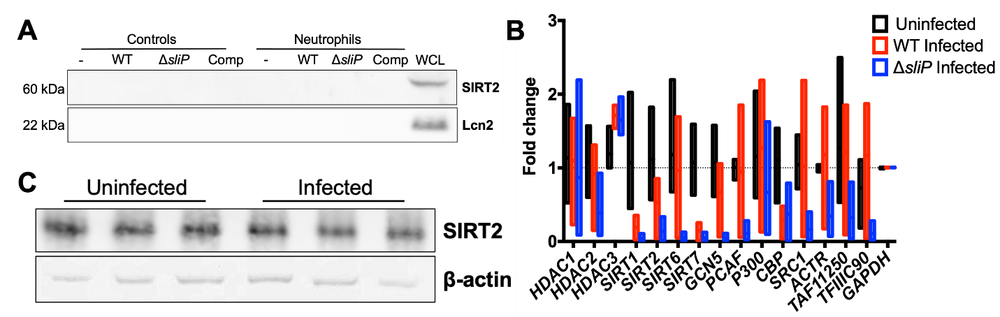 A
Controls
Neutrophils
- WT ΔsliP Comp - WT ΔsliP Comp WCL
60 kDa SIRT2
22 kDa Lcn2
B
Uninfected
WT Infected
ΔsliP Infected
Fold change
3
2
1
0
HDAC1
HDAC2
HDAC3
SIRT1
SIRT2
SIRT6
SIRT7
GCN5
PCAF
P300
CBP
SRC1
ACTR
TAF11250
TFIIIC90
GAPDH
C
Uninfected
Infected
SIRT2
β-actin